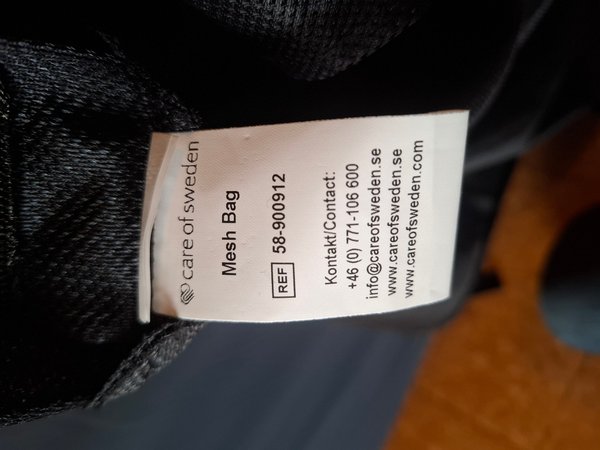 care of sweden
Mesh Bag
REF 58-900912
Kontakt/Contact:
+46 (0) 771-106 600
info@careofsweden.se
www.careofsweden.se
www.careofsweden.com